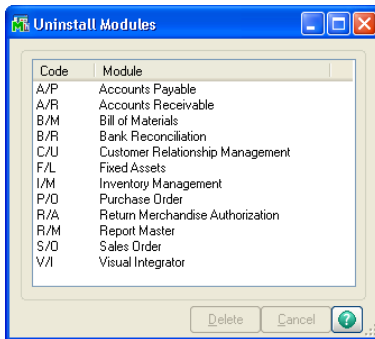 Uninstall Modules
Code Module
A/P Accounts Payable
A/R Accounts Receivable
B/M Bill of Materials
B/R Bank Reconciliation
C/U Customer Relationship Management
F/L Fixed Assets
I/M Inventory Management
P/O Purchase Order
R/A Return Merchandise Authorization
R/M Report Master
S/O Sales Order
V/I Visual Integrator
Delete Cancel ?